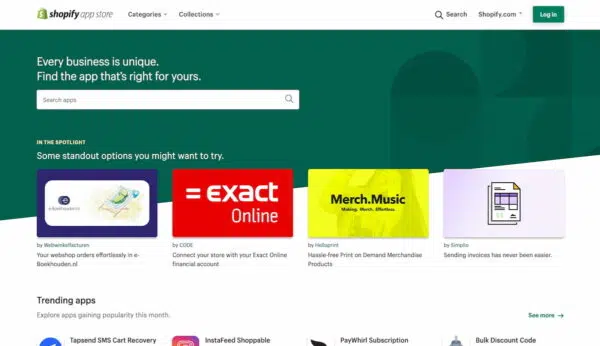 shopify app store
Categories
Collections
Search
Shopify.com
Log in
Every business is unique.
Find the app that's right for yours.
Search apps
IN THE SPOTLIGHT
Some standout options you might want to try.
e-Boekhouden.nl
= exact
Online
Merch.Music
Making. Merch. Effortless.
by Webwinkelfacturen
Your webshop orders effortlessly in e-
Boekhouden.nl
by CODE
Connect your store with your Exact Online
financial account
by Helloprint
Hassle-free Print on Demand Merchandise
Products
by Simplio
Sending invoices has never been easier.
Trending apps
Explore apps gaining popularity this month.
See more →
Tapsend SMS Cart Recovery
InstaFeed Shoppable
PayWhirl Subscription
Bulk Discount Code